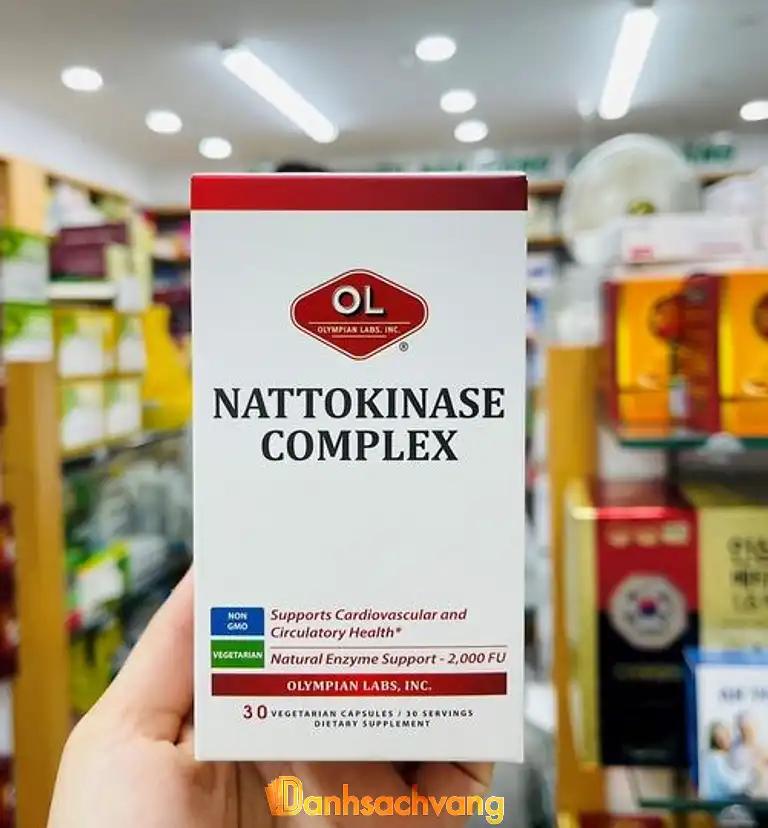 OL
OLYMPIAN LABS, INC.
®
NATTOKINASE
COMPLEX
NON
GMO
Supports Cardiovascular and
Circulatory Health*
VEGETARIAN
Natural Enzyme Support - 2,000 FU
OLYMPIAN LABS, INC.
30 VEGETARIAN CAPSULES / 30 SERVINGS
DIETARY SUPPLEMENT
Danhsachvang